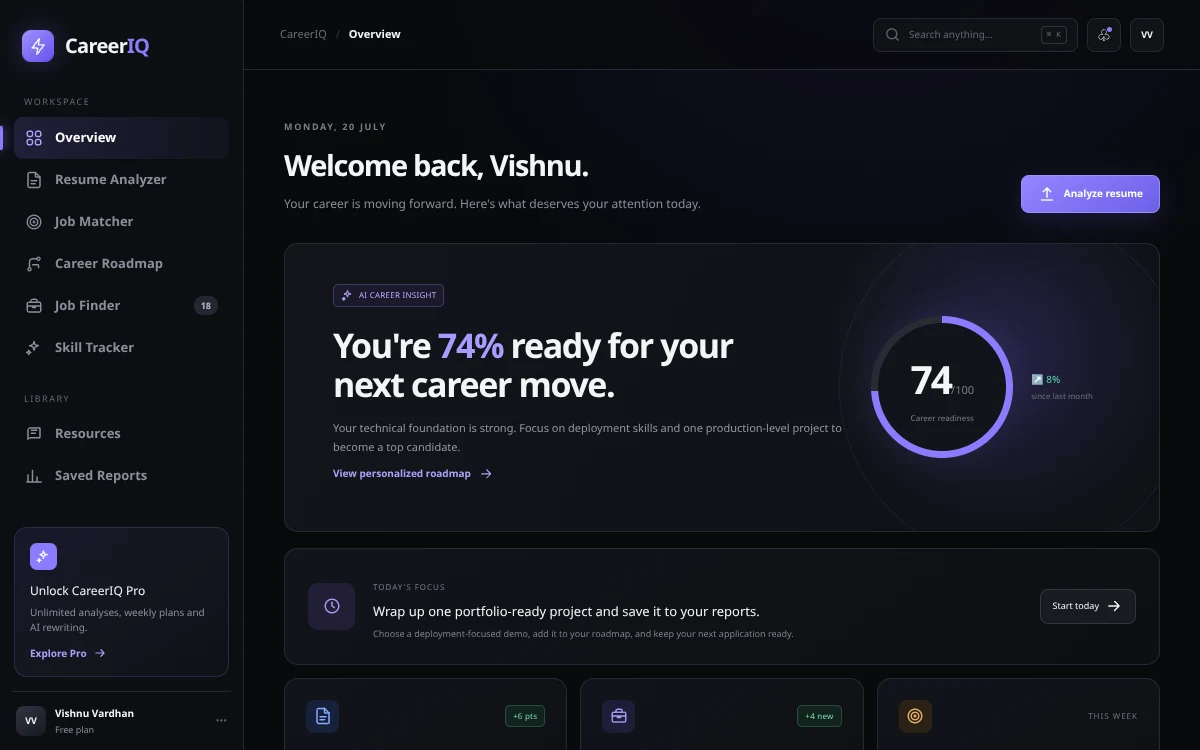 CareerIQ
WORKSPACE
Overview
Resume Analyzer
Job Matcher
Career Roadmap
Job Finder 18
Skill Tracker
LIBRARY
Resources
Saved Reports
Unlock CareerIQ Pro
Unlimited analyses, weekly plans and
AI rewriting.
Explore Pro →
VV
Vishnu Vardhan
Free plan
CareerIQ / Overview
Search anything...
⌘ K
VV
MONDAY, 20 JULY
Welcome back, Vishnu.
Your career is moving forward. Here's what deserves your attention today.
Analyze resume
AI CAREER INSIGHT
You're 74% ready for your
next career move.
Your technical foundation is strong. Focus on deployment skills and one production-level project to
become a top candidate.
View personalized roadmap →
74/100
Career readiness
↗ 8%
since last month
TODAY'S FOCUS
Wrap up one portfolio-ready project and save it to your reports.
Choose a deployment-focused demo, add it to your roadmap, and keep your next application ready.
Start today →
+6 pts
+4 new
THIS WEEK